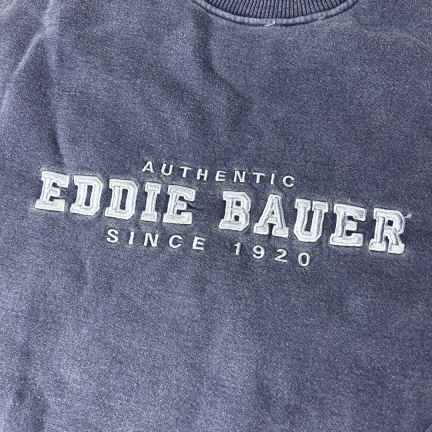 AUTHENTIC
EDDIE BAUER
SINCE 1920